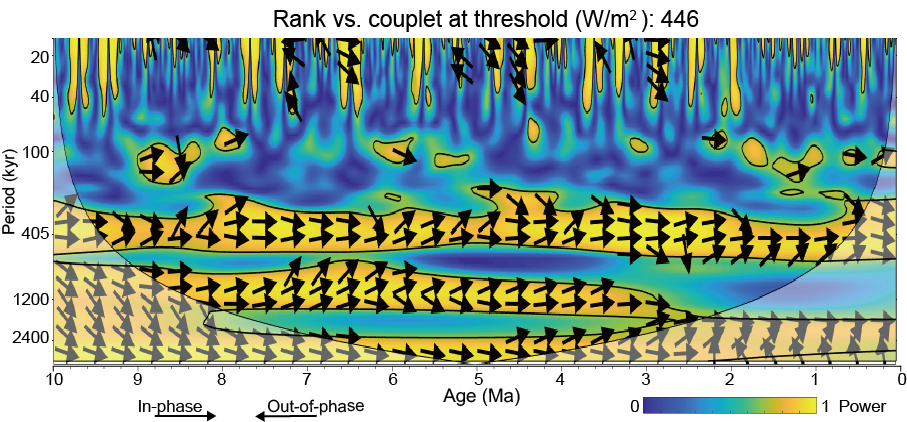 Rank vs. couplet at threshold (W/m²): 446
Period (kyr)
20
40
100
405
1200
2400
10 9 8 7 6 5 4 3 2 1 0
Age (Ma)
In-phase Out-of-phase
0 1 Power